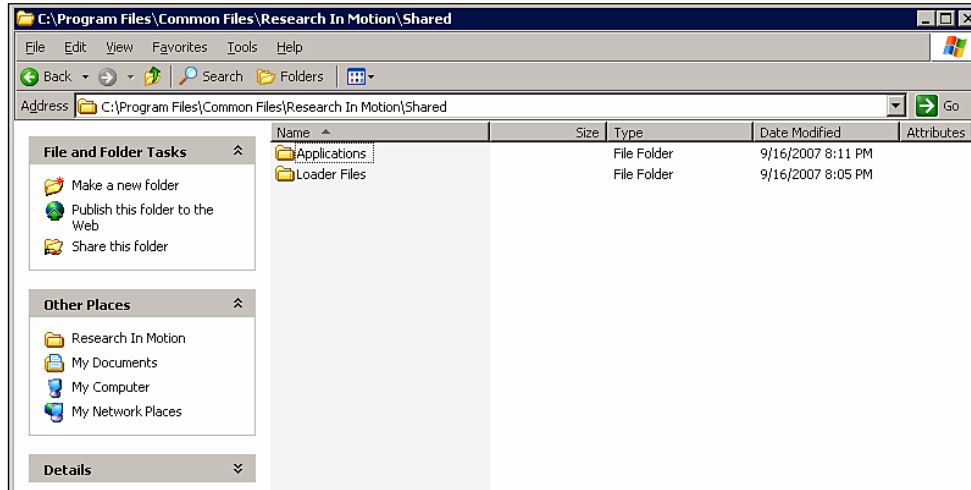 C:\Program Files\Common Files\Research In Motion\Shared
File Edit View Favorites Tools Help
Back Search Folders
Address C:\Program Files\Common Files\Research In Motion\Shared Go
Name Size Type Date Modified Attributes
Applications File Folder 9/16/2007 8:11 PM
Loader Files File Folder 9/16/2007 8:05 PM
File and Folder Tasks
Make a new folder
Publish this folder to the
Web
Share this folder
Other Places
Research In Motion
My Documents
My Computer
My Network Places
Details